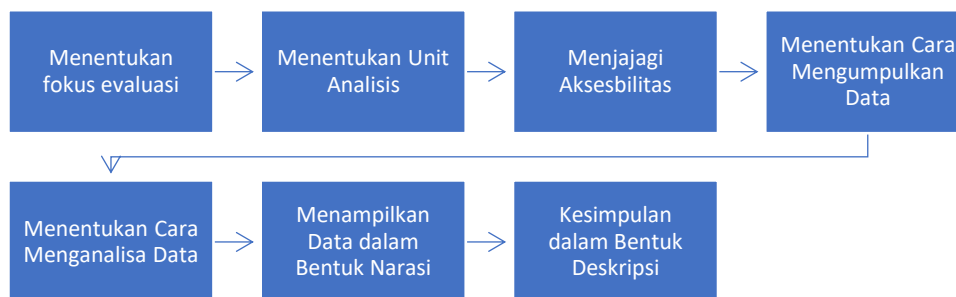 Menentukan
fokus evaluasi
Menentukan Unit
Analisis
Menjajagi
Aksesbilitas
Menentukan Cara
Mengumpulkan
Data
Menentukan Cara
Menganalisa Data
Menampilkan
Data dalam
Bentuk Narasi
Kesimpulan
dalam Bentuk
Deskripsi